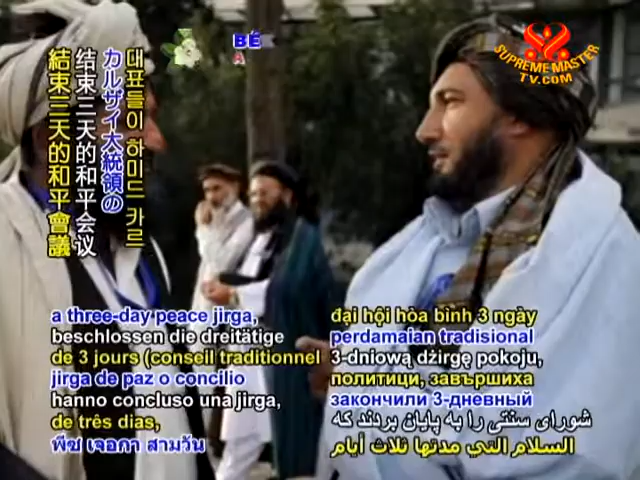 SUPREME MASTER
TV.COM
BÉ
A
대표들이 하미드 카르
カルザイ大統領の
结束三天的和平会议
結束三天的和平會議
a three-day peace jirga,
beschlossen die dreitätige
de 3 jours (conseil traditionnel
jirga de paz o concilio
hanno concluso una jirga,
de três dias,
พีซ เจอกา สามวัน
đại hội hòa bình 3 ngày
perdamaian tradisional
3-dniową dżirgę pokoju,
политици, завършиха
закончили 3-дневный
شورای سنتی را به پایان بردند که
السلام التي مدتها ثلاث أيام